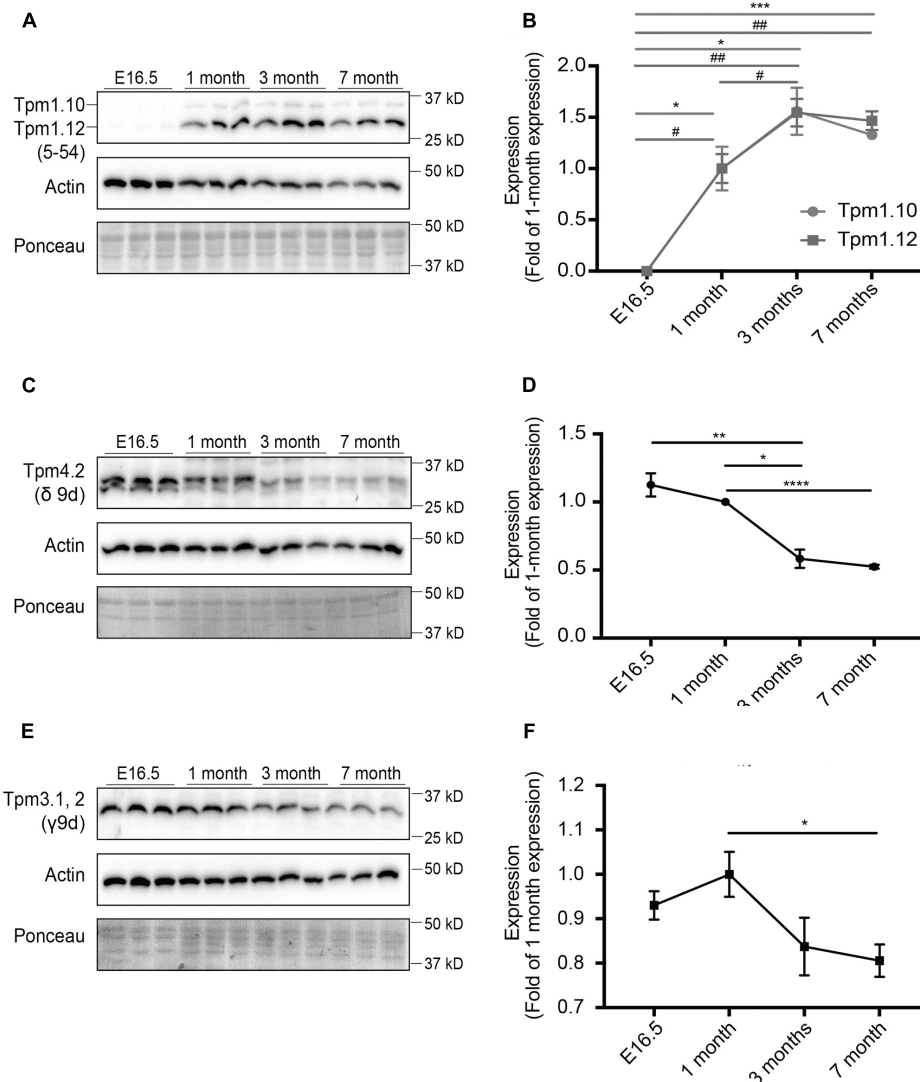 A
E16.5 1 month 3 month 7 month
Tpm1.10
Tpm1.12
(5-54)
37 kD
25 kD
Actin
50 kD
Ponceau
50 kD
37 kD
B
***
##
*
##
#
*
#
Expression
(Fold of 1-month expression)
2.0
1.5
1.0
0.5
0.0
Tpm1.10
Tpm1.12
E16.5
1 month
3 months
7 months
C
E16.5 1 month 3 month 7 month
Tpm4.2
(δ 9d)
37 kD
25 kD
Actin
50 kD
Ponceau
50 kD
37 kD
D
**
*
****
Expression
(Fold of 1-month expression)
1.5
1.0
0.5
0.0
E16.5
1 month
3 months
7 month
E
E16.5 1 month 3 month 7 month
Tpm3.1, 2
(γ9d)
37 kD
25 kD
Actin
50 kD
Ponceau
50 kD
37 kD
F
*
Expression
(Fold of 1 month expression)
1.2
1.1
1.0
0.9
0.8
0.7
E16.5
1 month
3 months
7 month